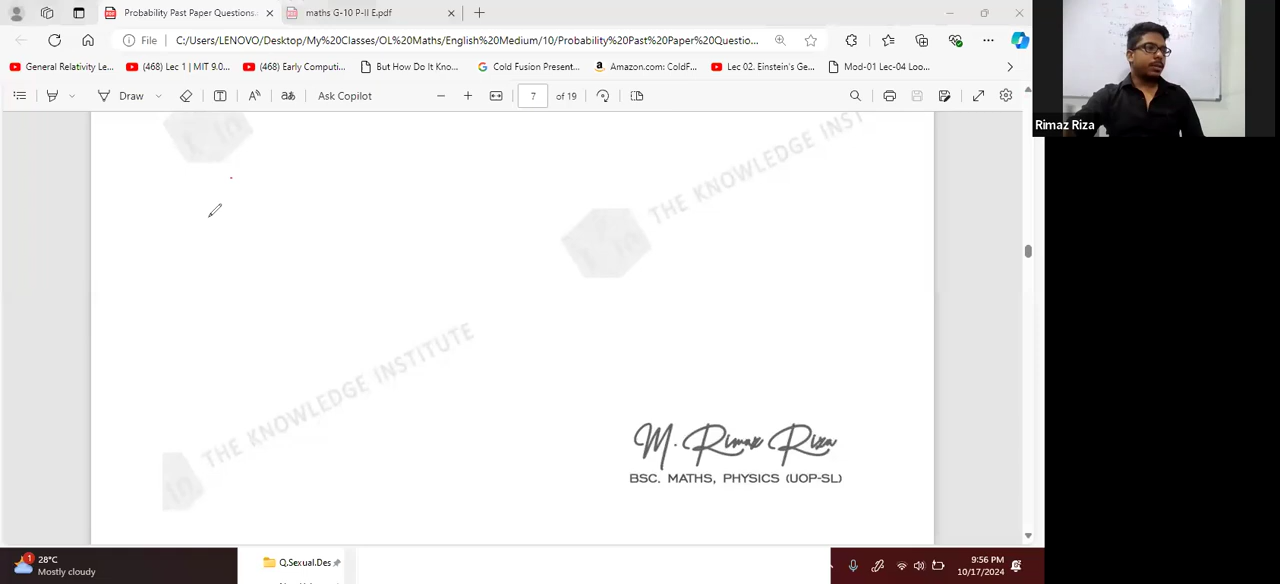 Probability Past Paper Questions.
maths G-10 P-II E.pdf
File
C:/Users/LENOVO/Desktop/My%20Classes/OL%20Maths/English%20Medium/10/Probability%20Past%20Paper%20Questio...
General Relativity Le...
(468) Lec 1 | MIT 9.0...
(468) Early Computi...
But How Do It Kno...
Cold Fusion Present...
Amazon.com: ColdF...
Lec 02. Einstein's Ge...
Mod-01 Lec-04 Loo...
Draw
Ask Copilot
7 of 19
Rimaz Riza
THE KNOWLEDGE INST
THE KNOWLEDGE INSTITUTE
M. Rimaz Riza
BSC. MATHS, PHYSICS (UOP-SL)
1
28°C
Mostly cloudy
Q.Sexual.Des
9:56 PM
10/17/2024